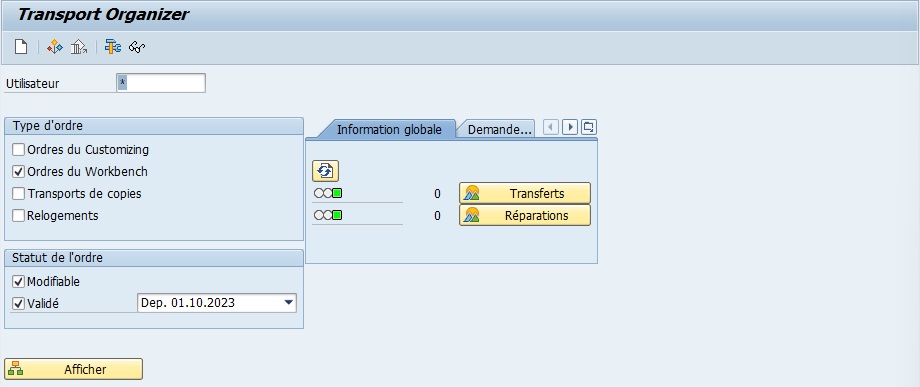 Transport Organizer
Utilisateur *
Type d'ordre
Ordres du Customizing
Ordres du Workbench
Transports de copies
Relogements
Statut de l'ordre
Modifiable
Validé Dep. 01.10.2023
Afficher
Information globale Demande...
0 Transferts
0 Réparations